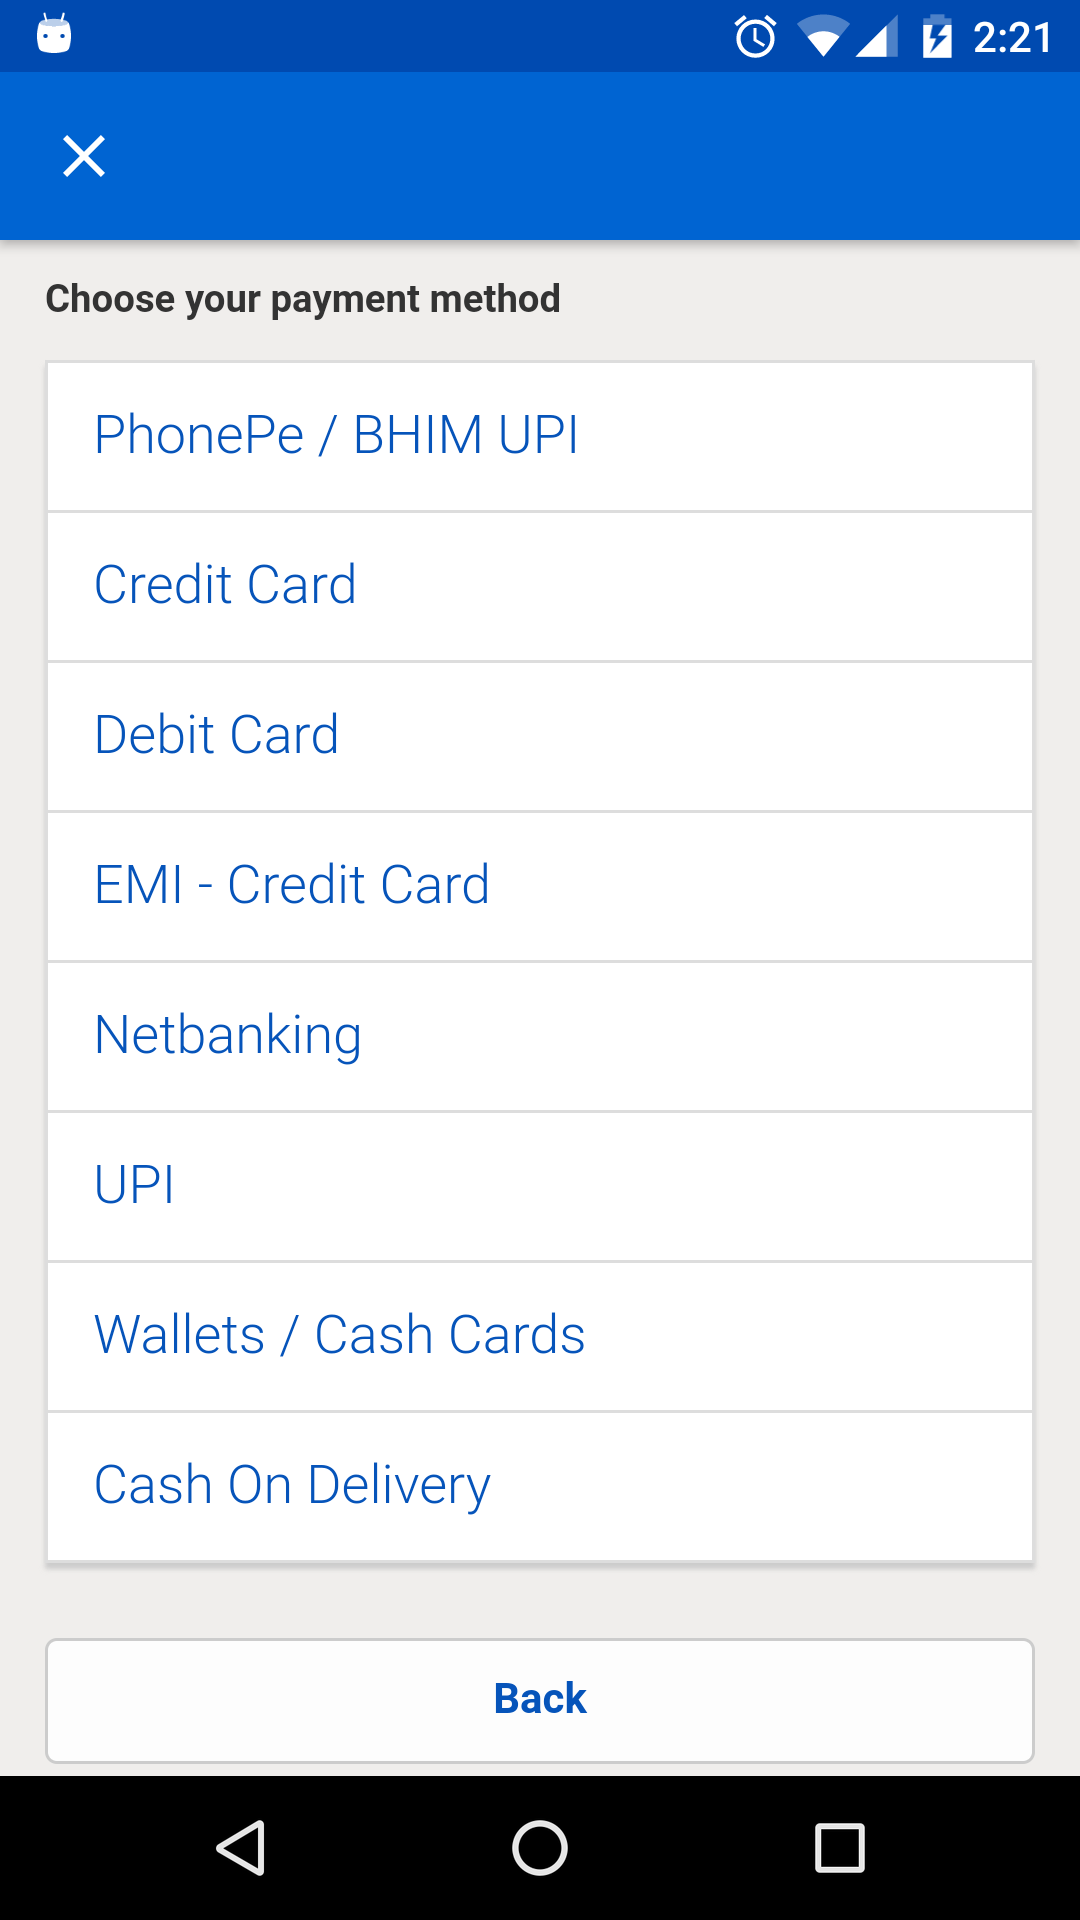 2:21
Choose your payment method
PhonePe / BHIM UPI
Credit Card
Debit Card
EMI - Credit Card
Netbanking
UPI
Wallets / Cash Cards
Cash On Delivery
Back